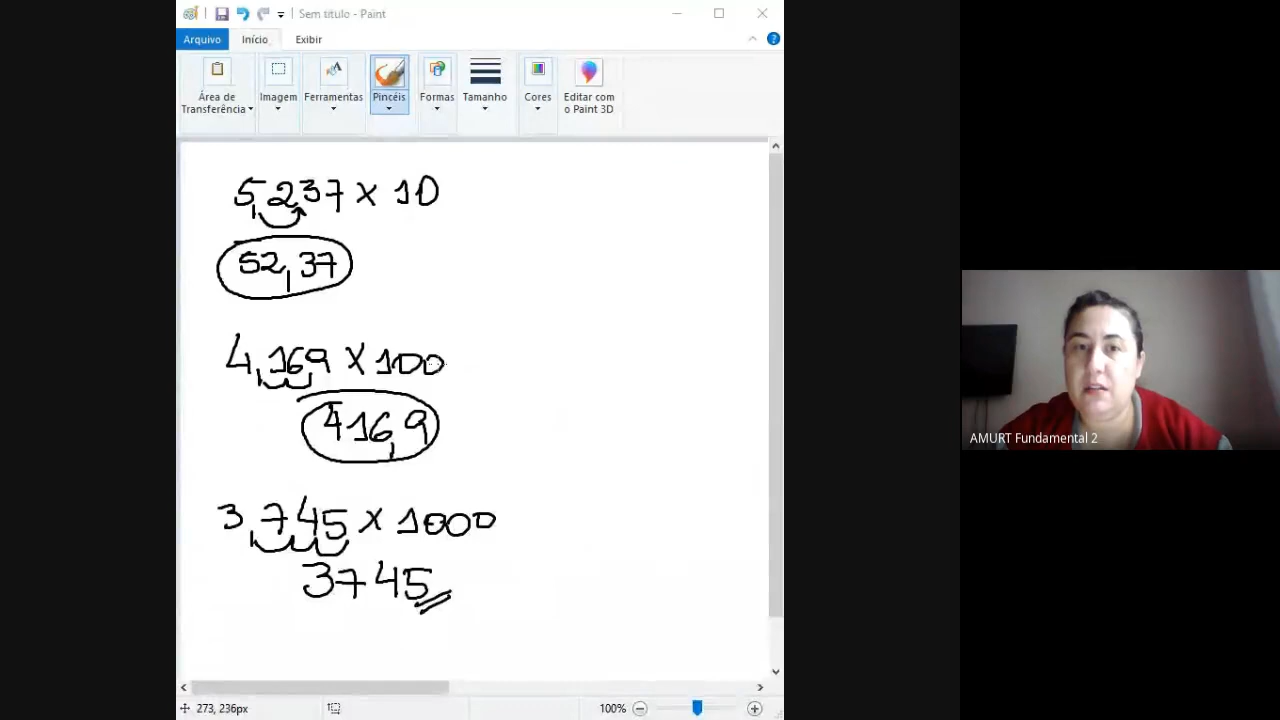 Sem título - Paint
Arquivo Início Exibir
Área de Transferência Imagem Ferramentas Pincéis Formas Tamanho Cores Editar com o Paint 3D
5,237 x 10
52,37
4,169 x 100
416,9
3,745 x 1000
3745
AMURT Fundamental 2
273, 236px 100%